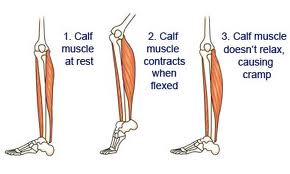 1. Calf
muscle
at rest
2. Calf
muscle
contracts
when
flexed
3. Calf muscle
doesn't relax,
causing
cramp